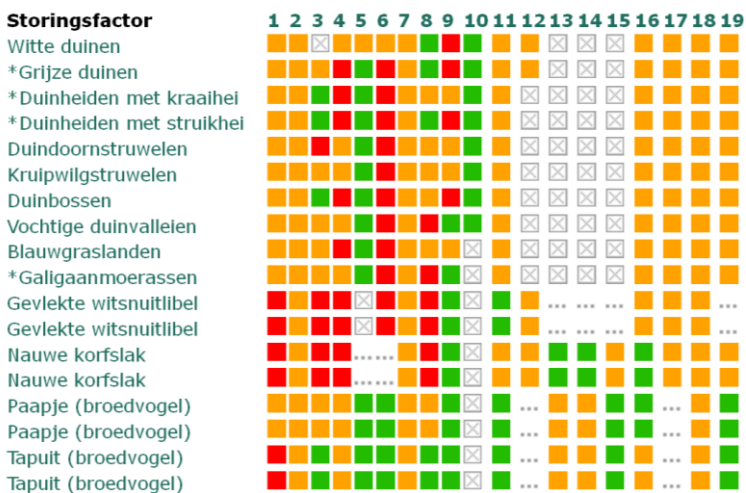 Storingsfactor 1 2 3 4 5 6 7 8 9 10 11 12 13 14 15 16 17 18 19
Witte duinen
*Grijze duinen
*Duinheiden met kraaihei
*Duinheiden met struikhei
Duindoornstruwelen
Kruipwilgstruwelen
Duinbossen
Vochtige duinvalleien
Blauwgraslanden
*Galigaanmoerassen
Gevlekte witsnuitlibel ... ... ... ...
Gevlekte witsnuitlibel ... ... ... ...
Nauwe korfslak ... ...
Nauwe korfslak ... ...
Paapje (broedvogel) ... ...
Paapje (broedvogel) ... ...
Tapuit (broedvogel) ... ...
Tapuit (broedvogel) ... ...